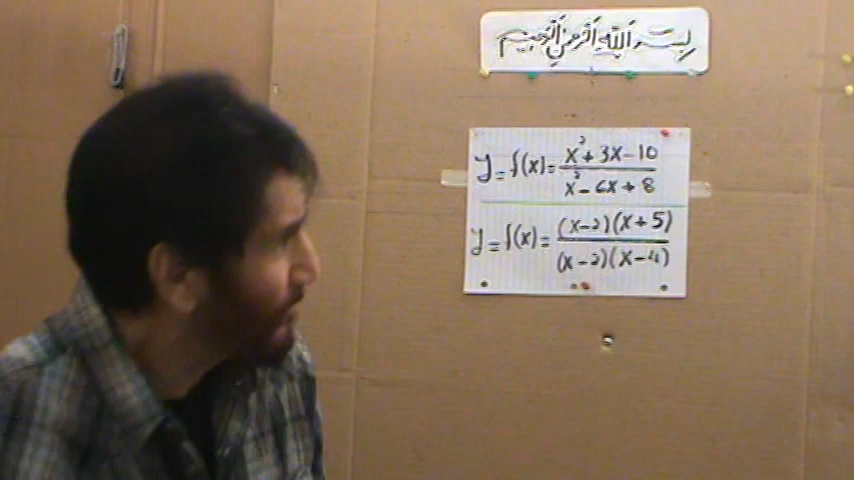 بسم الله الرحمن الرحيم
y = f(x) = x² + 3x - 10 / x² - 6x + 8
y = f(x) = (x-2)(x+5) / (x-2)(x-4)